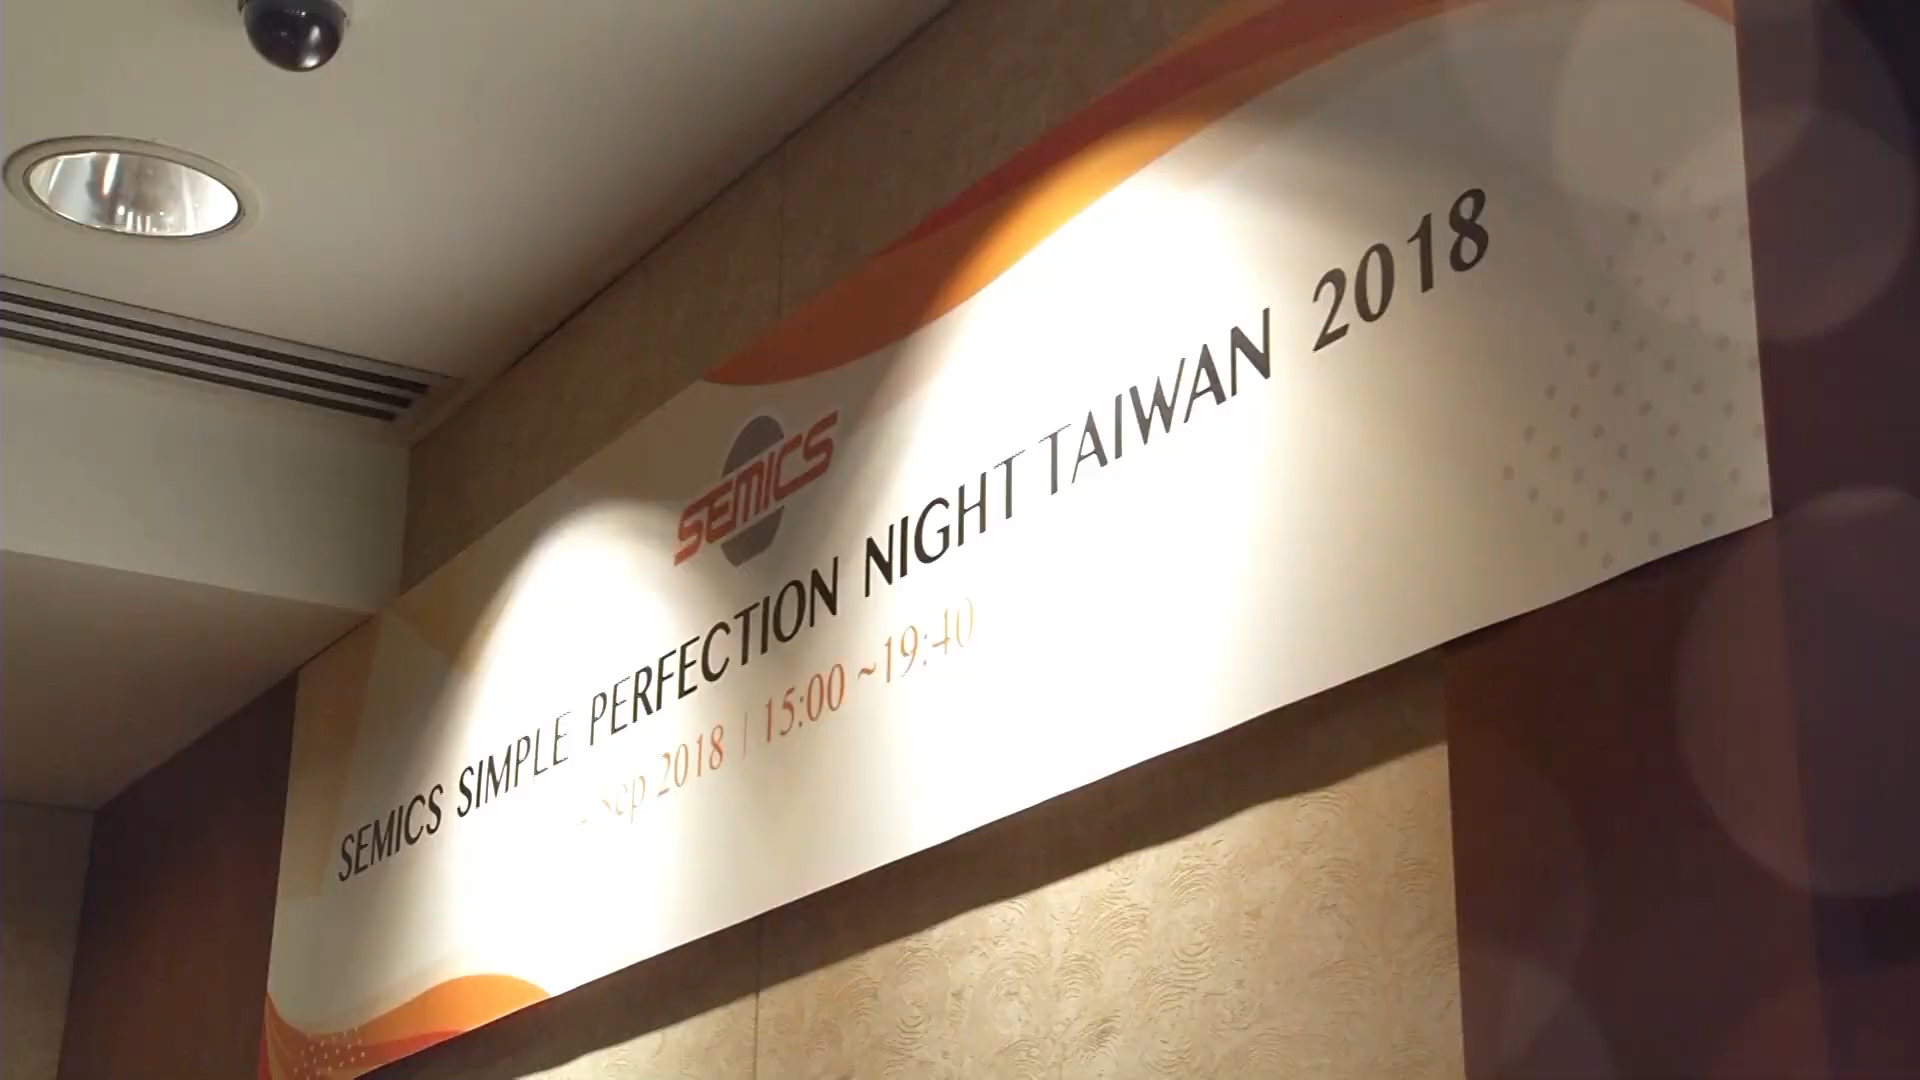 SEMICS
SEMICS SIMPLE PERFECTION NIGHT TAIWAN 2018
Sep 2018 | 15:00 ~19:40